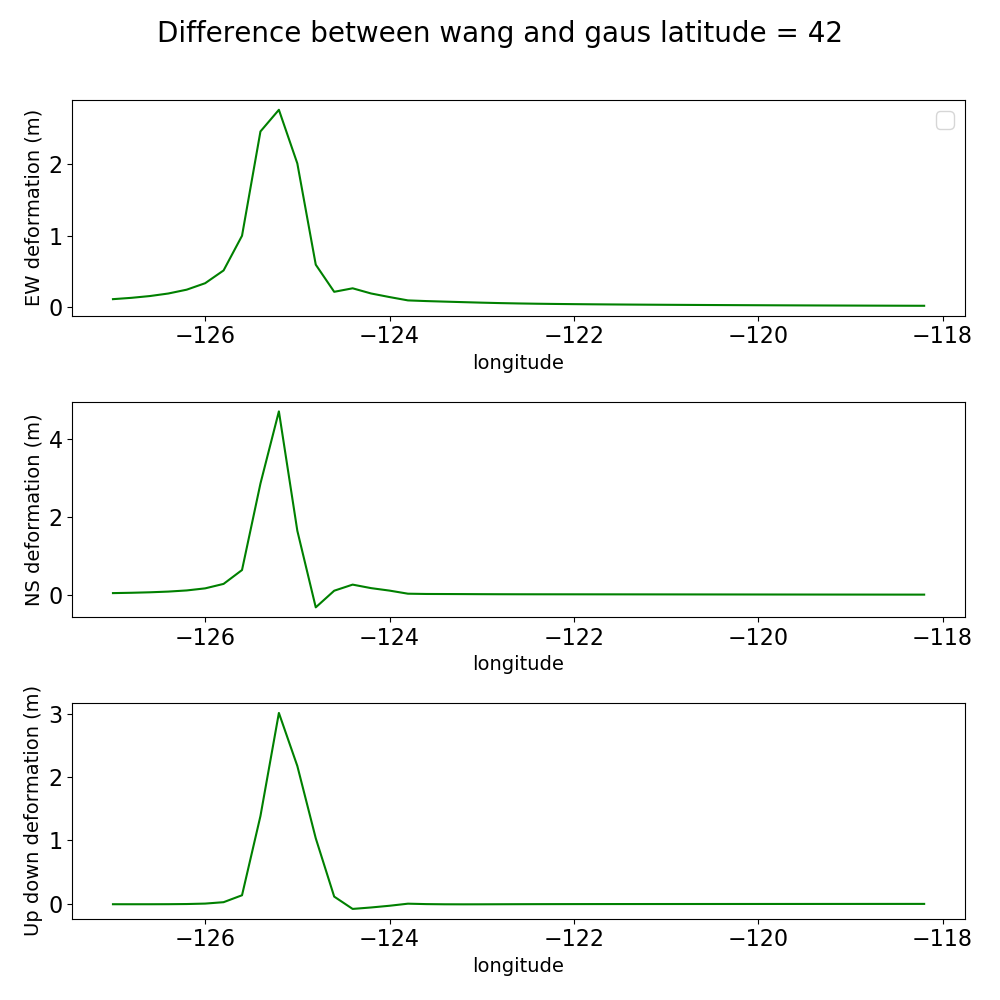 Difference between wang and gaus latitude = 42
EW deformation (m)
2
1
0
−126 −124 −122 −120 −118
longitude
NS deformation (m)
4
2
0
−126 −124 −122 −120 −118
longitude
Up down deformation (m)
3
2
1
0
−126 −124 −122 −120 −118
longitude